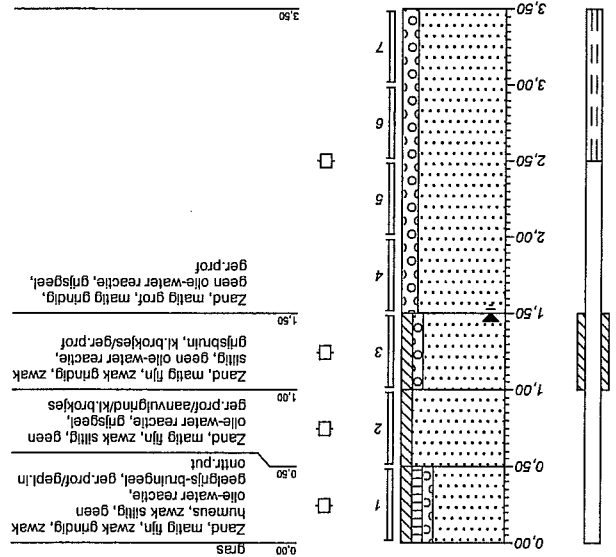 0,00
0,50
1,00
1,50
2,00
2,50
3,00
3,50
1
2
3
4
5
6
7
0,00 gras
Zand, matig fijn, zwak grindig, zwak
humeus, zwak siltig, geen
olie-water reactie,
geelgrijs-bruingeel, ger.prof/gepl.in
ontr.put
0,50
Zand, matig fijn, zwak siltig, geen
olie-water reactie, grijsgeel,
ger.prof/aanvulgrind/kl.brokjes
1,00
Zand, matig fijn, zwak grindig, zwak
siltig, geen olie-water reactie,
grijsbruin, kl.brokjes/ger.prof
1,50
Zand, matig grof, matig grindig,
geen olie-water reactie, grijsgeel,
ger.prof
3,50